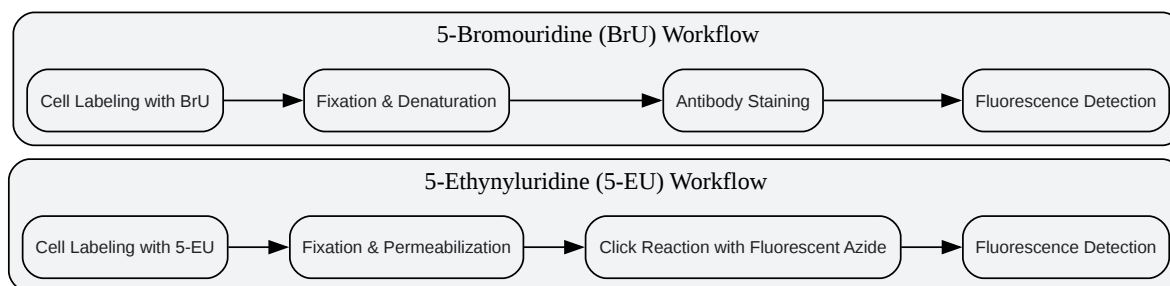 5-Bromouridine (BrU) Workflow
Cell Labeling with BrU
Fixation & Denaturation
Antibody Staining
Fluorescence Detection
5-Ethynyluridine (5-EU) Workflow
Cell Labeling with 5-EU
Fixation & Permeabilization
Click Reaction with Fluorescent Azide
Fluorescence Detection